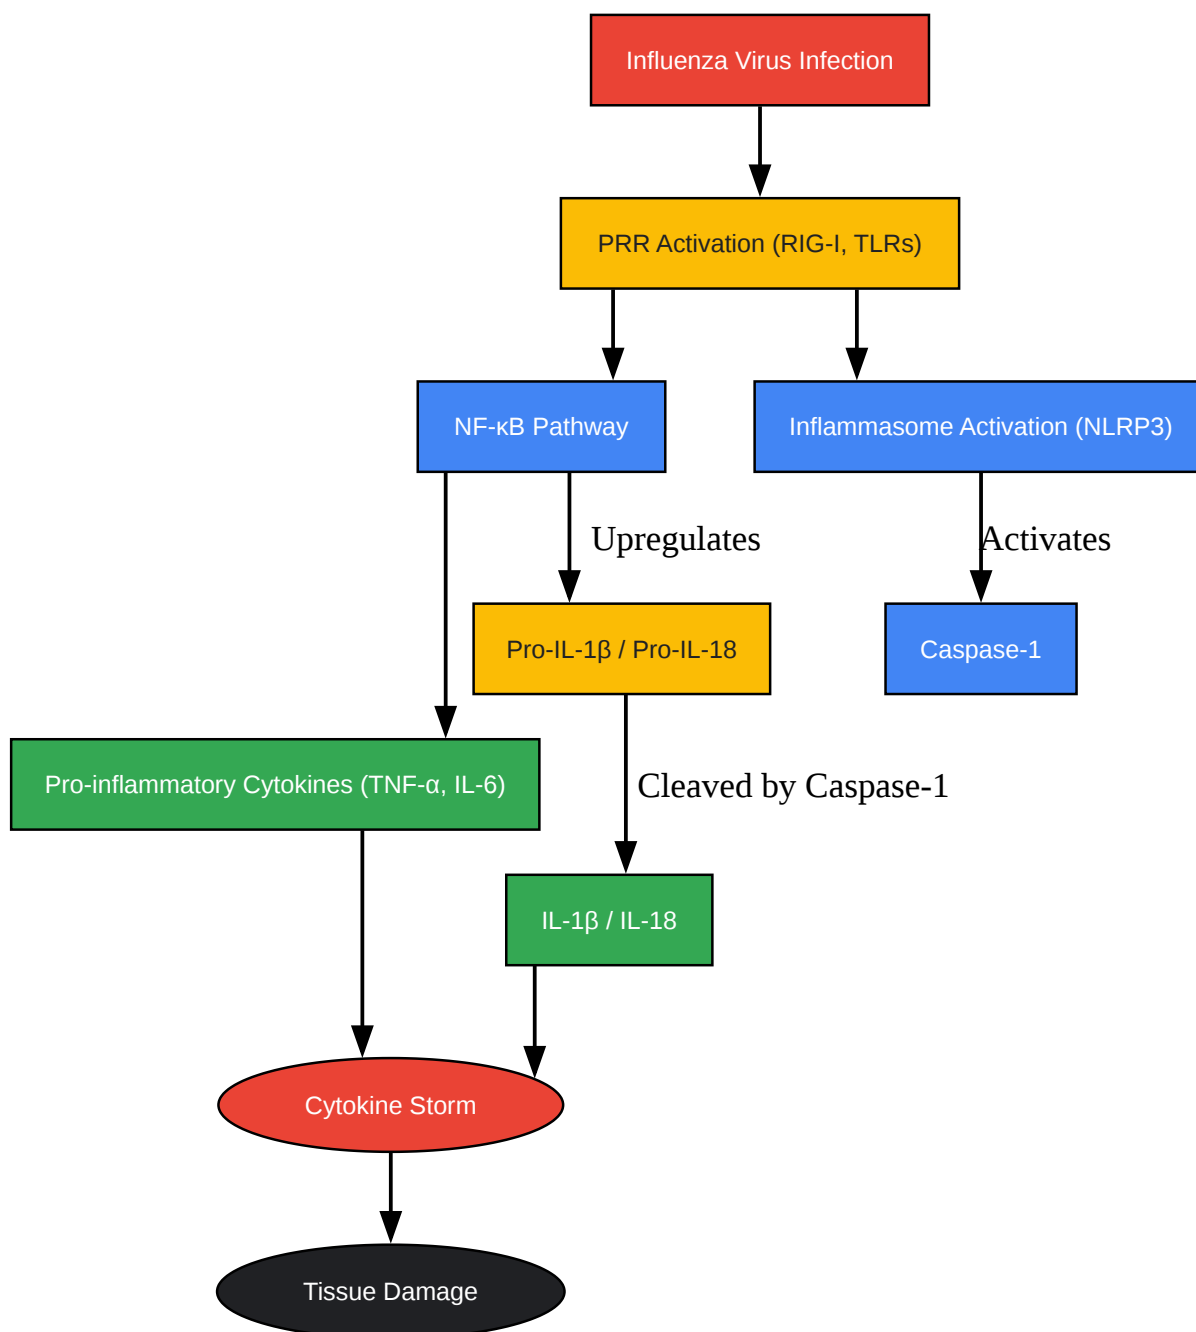 Influenza Virus Infection
PRR Activation (RIG-I, TLRs)
NF-κB Pathway
Inflammasome Activation (NLRP3)
Upregulates
Activates
Pro-IL-1β / Pro-IL-18
Caspase-1
Pro-inflammatory Cytokines (TNF-α, IL-6)
Cleaved by Caspase-1
IL-1β / IL-18
Cytokine Storm
Tissue Damage